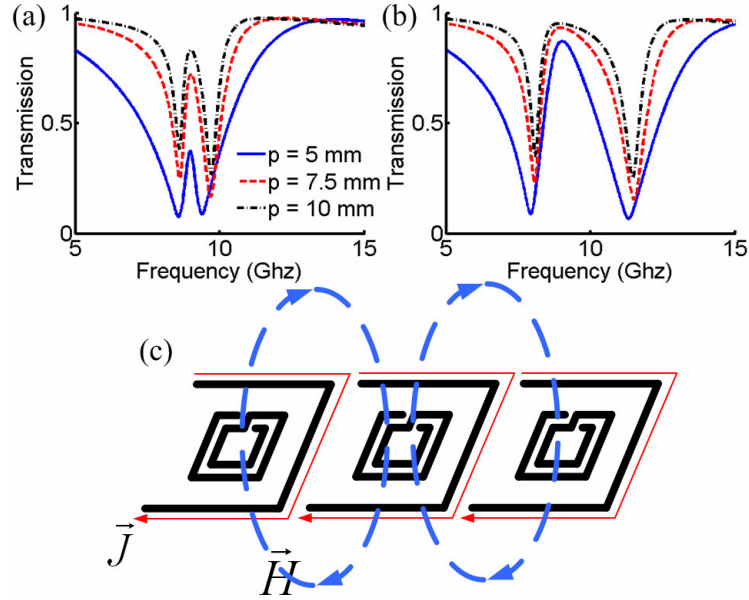 (a)
Transmission
1
0.5
0
5
10
15
Frequency (Ghz)
p = 5 mm
p = 7.5 mm
p = 10 mm
(b)
Transmission
1
0.5
0
5
10
15
Frequency (Ghz)
(c)
J
H